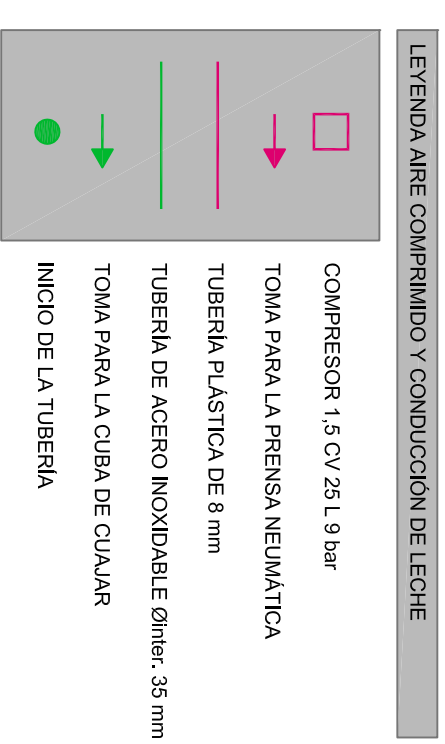 LEYENDA AIRE COMPRIMIDO Y CONDUCCIÓN DE LECHE
COMPRESOR 1,5 CV 25 L 9 bar
TOMA PARA LA PRENSA NEUMÁTICA
TUBERÍA PLÁSTICA DE 8 mm
TUBERÍA DE ACERO INOXIDABLE Øinter. 35 mm
TOMA PARA LA CUBA DE CUAJAR
INICIO DE LA TUBERÍA